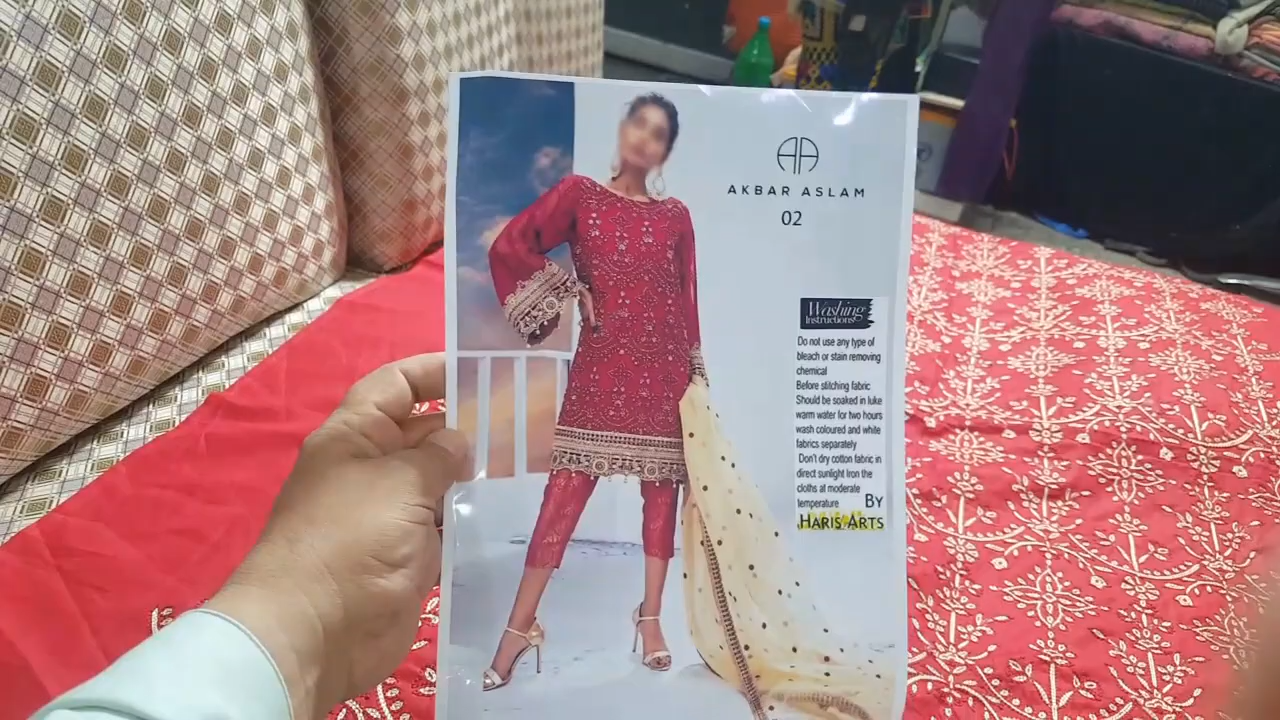 AA
AKBAR ASLAM
02
Washing
Instructions
Do not use any type of
bleach or stain removing
chemical
Before stitching fabric
Should be soaked in luke
warm water for two hours
wash coloured and white
fabrics separately
Don't dry cotton fabric in
direct sunlight Iron the
cloths at moderate
temperature BY
HARIS ARTS